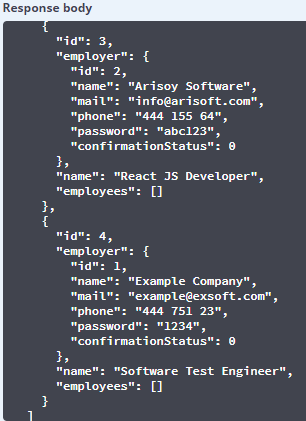 Response body
{
"id": 3,
"employer": {
"id": 2,
"name": "Arisoy Software",
"mail": "info@arisoft.com",
"phone": "444 155 64",
"password": "abc123",
"confirmationStatus": 0
},
"name": "React JS Developer",
"employees": []
},
{
"id": 4,
"employer": {
"id": 1,
"name": "Example Company",
"mail": "example@exsoft.com",
"phone": "444 751 23",
"password": "1234",
"confirmationStatus": 0
},
"name": "Software Test Engineer",
"employees": []
}
]